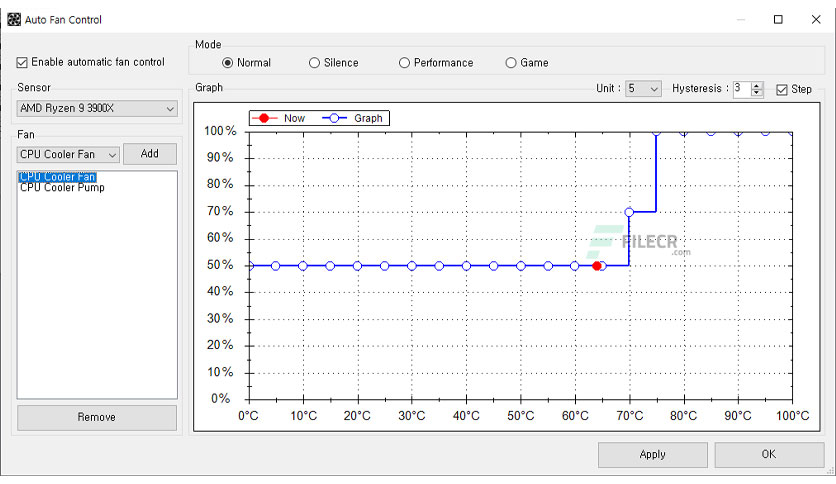 Auto Fan Control
Enable automatic fan control
Mode
Normal Silence Performance Game
Sensor
AMD Ryzen 9 3900X
Fan
CPU Cooler Fan Add
CPU Cooler Fan
CPU Cooler Pump
Remove
Graph Unit : 5 Hysteresis : 3 Step
Now Graph
100%
90%
80%
70%
60%
50%
40%
30%
20%
10%
0%
0°C 10°C 20°C 30°C 40°C 50°C 60°C 70°C 80°C 90°C 100°C
FILECR
.com
Apply OK